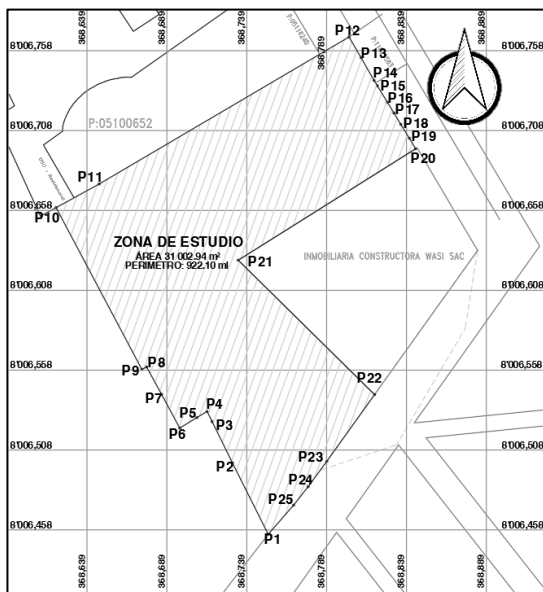 368,639
368,689
368,739
368,789
368,839
368,889
8'006,758
8'006,758
8'006,708
8'006,708
8'006,658
8'006,658
8'006,608
8'006,608
8'006,558
8'006,558
8'006,508
8'006,508
8'006,458
8'006,458
P:05100652
P12
P13
P14
P15
P16
P17
P18
P19
P20
P11
P10
ZONA DE ESTUDIO
ÁREA 31 002.94 m²
PERIMETRO: 922.10 ml
INMOBILIARIA CONSTRUCTORA WASI SAC
P21
P9
P8
P7
P22
P4
P5
P3
P6
P2
P23
P24
P25
P1
368,639
368,689
368,739
368,789
368,839
368,889